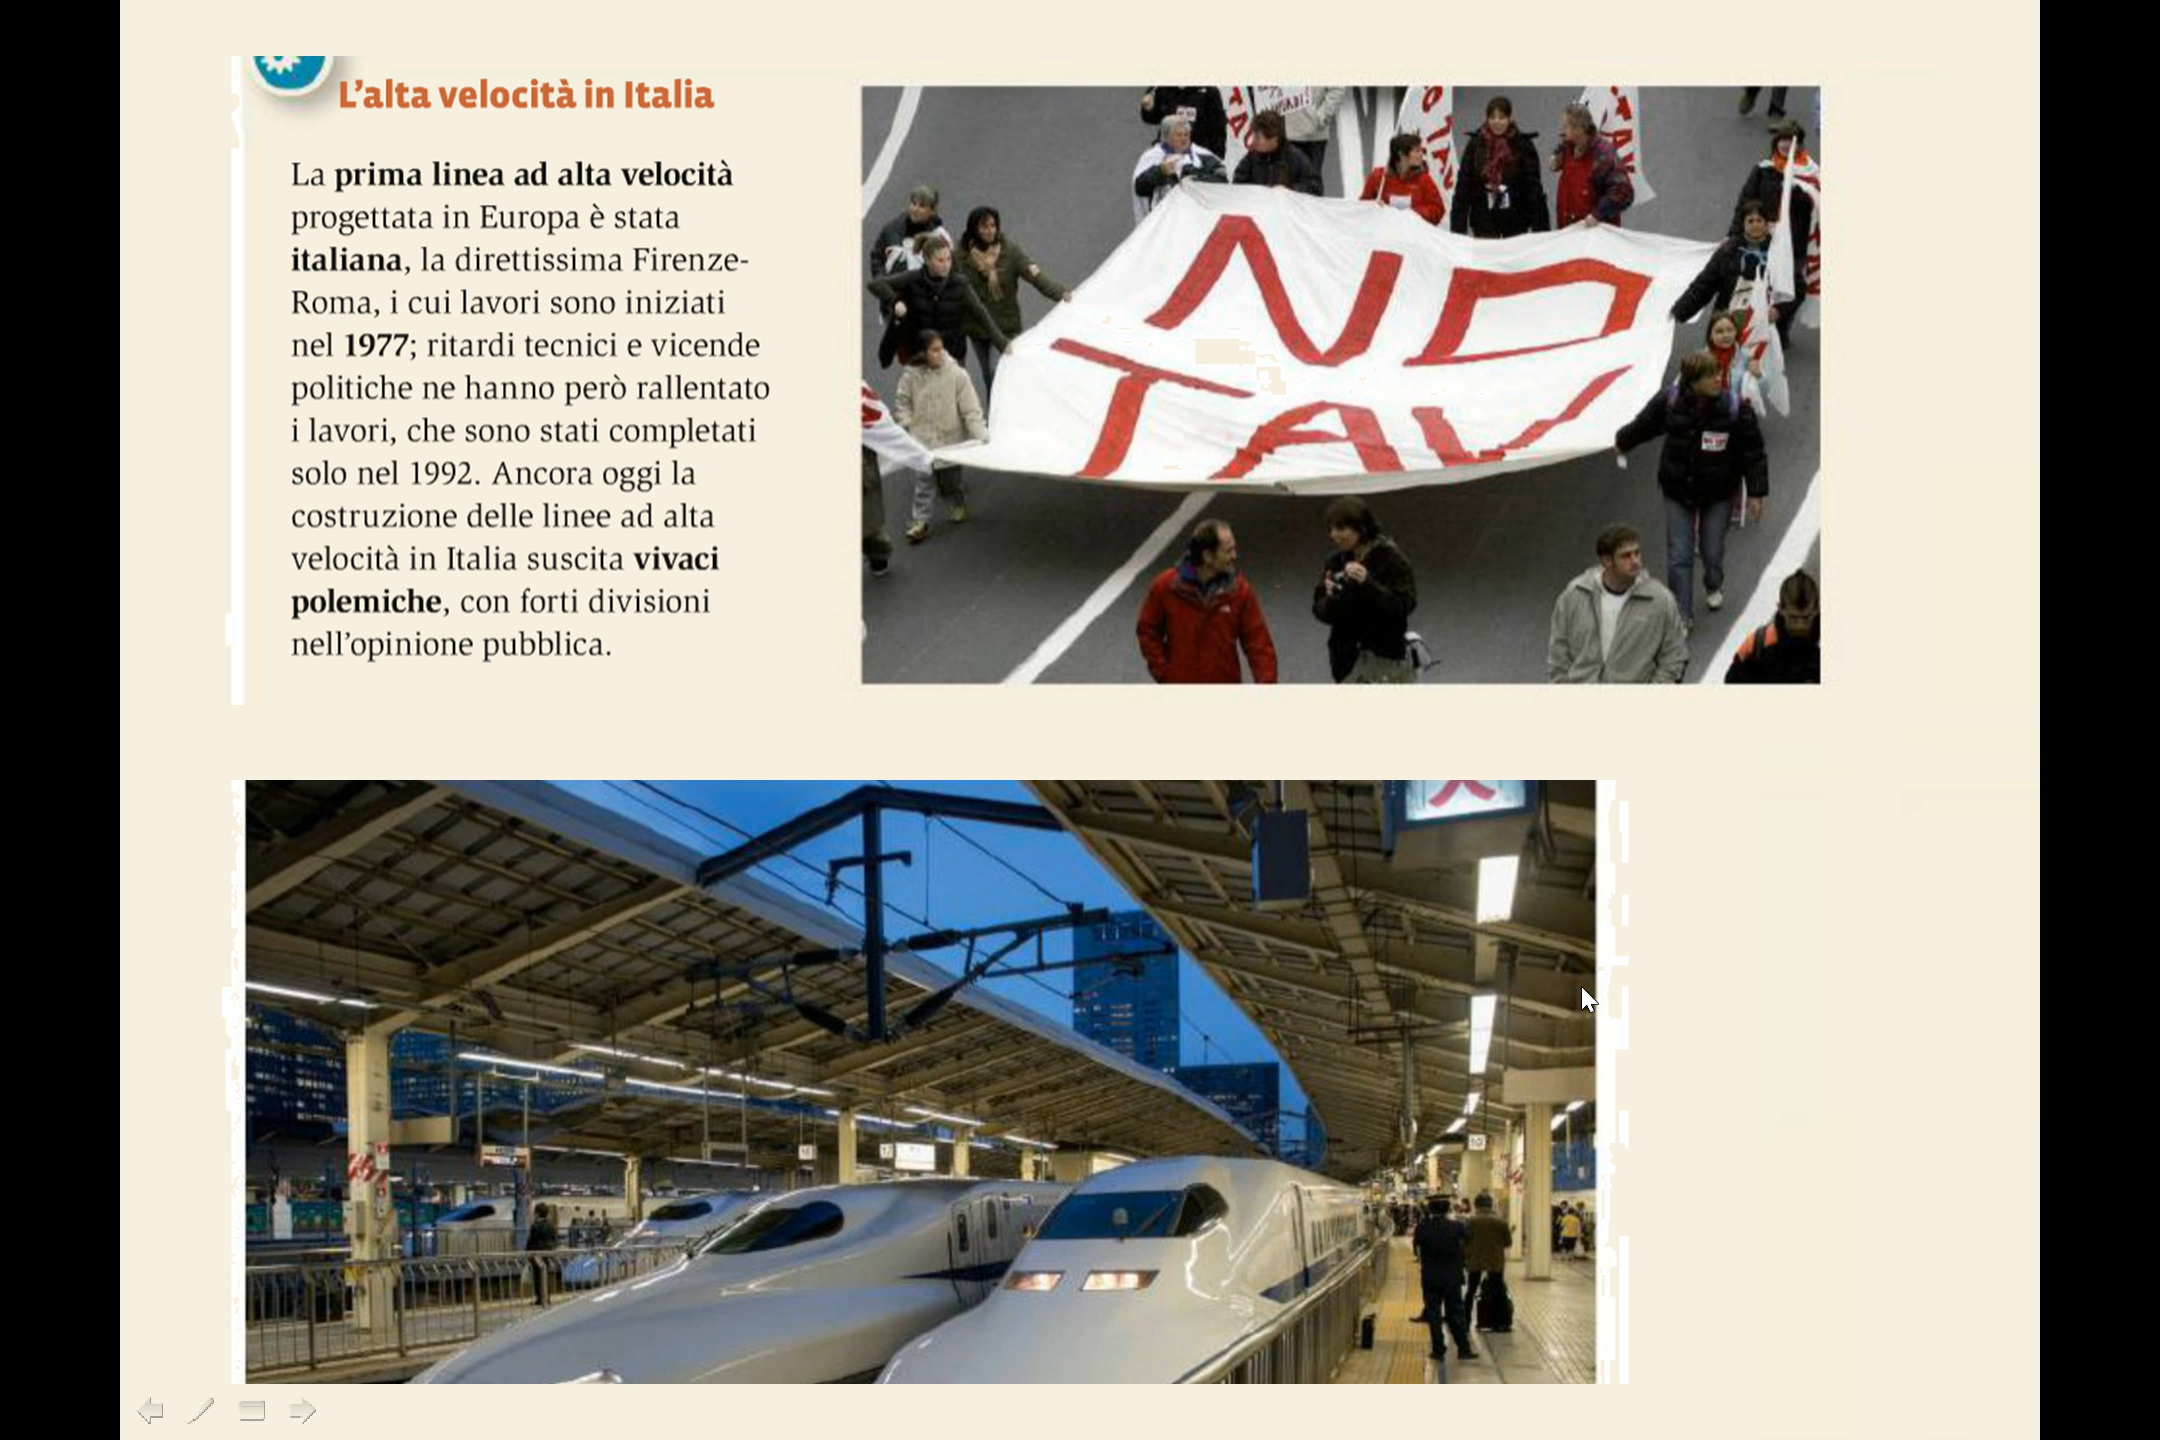 L'alta velocità in Italia
La prima linea ad alta velocità
progettata in Europa è stata
italiana, la direttissima Firenze-
Roma, i cui lavori sono iniziati
nel 1977; ritardi tecnici e vicende
politiche ne hanno però rallentato
i lavori, che sono stati completati
solo nel 1992. Ancora oggi la
costruzione delle linee ad alta
velocità in Italia suscita vivaci
polemiche, con forti divisioni
nell'opinione pubblica.
NO
TAV